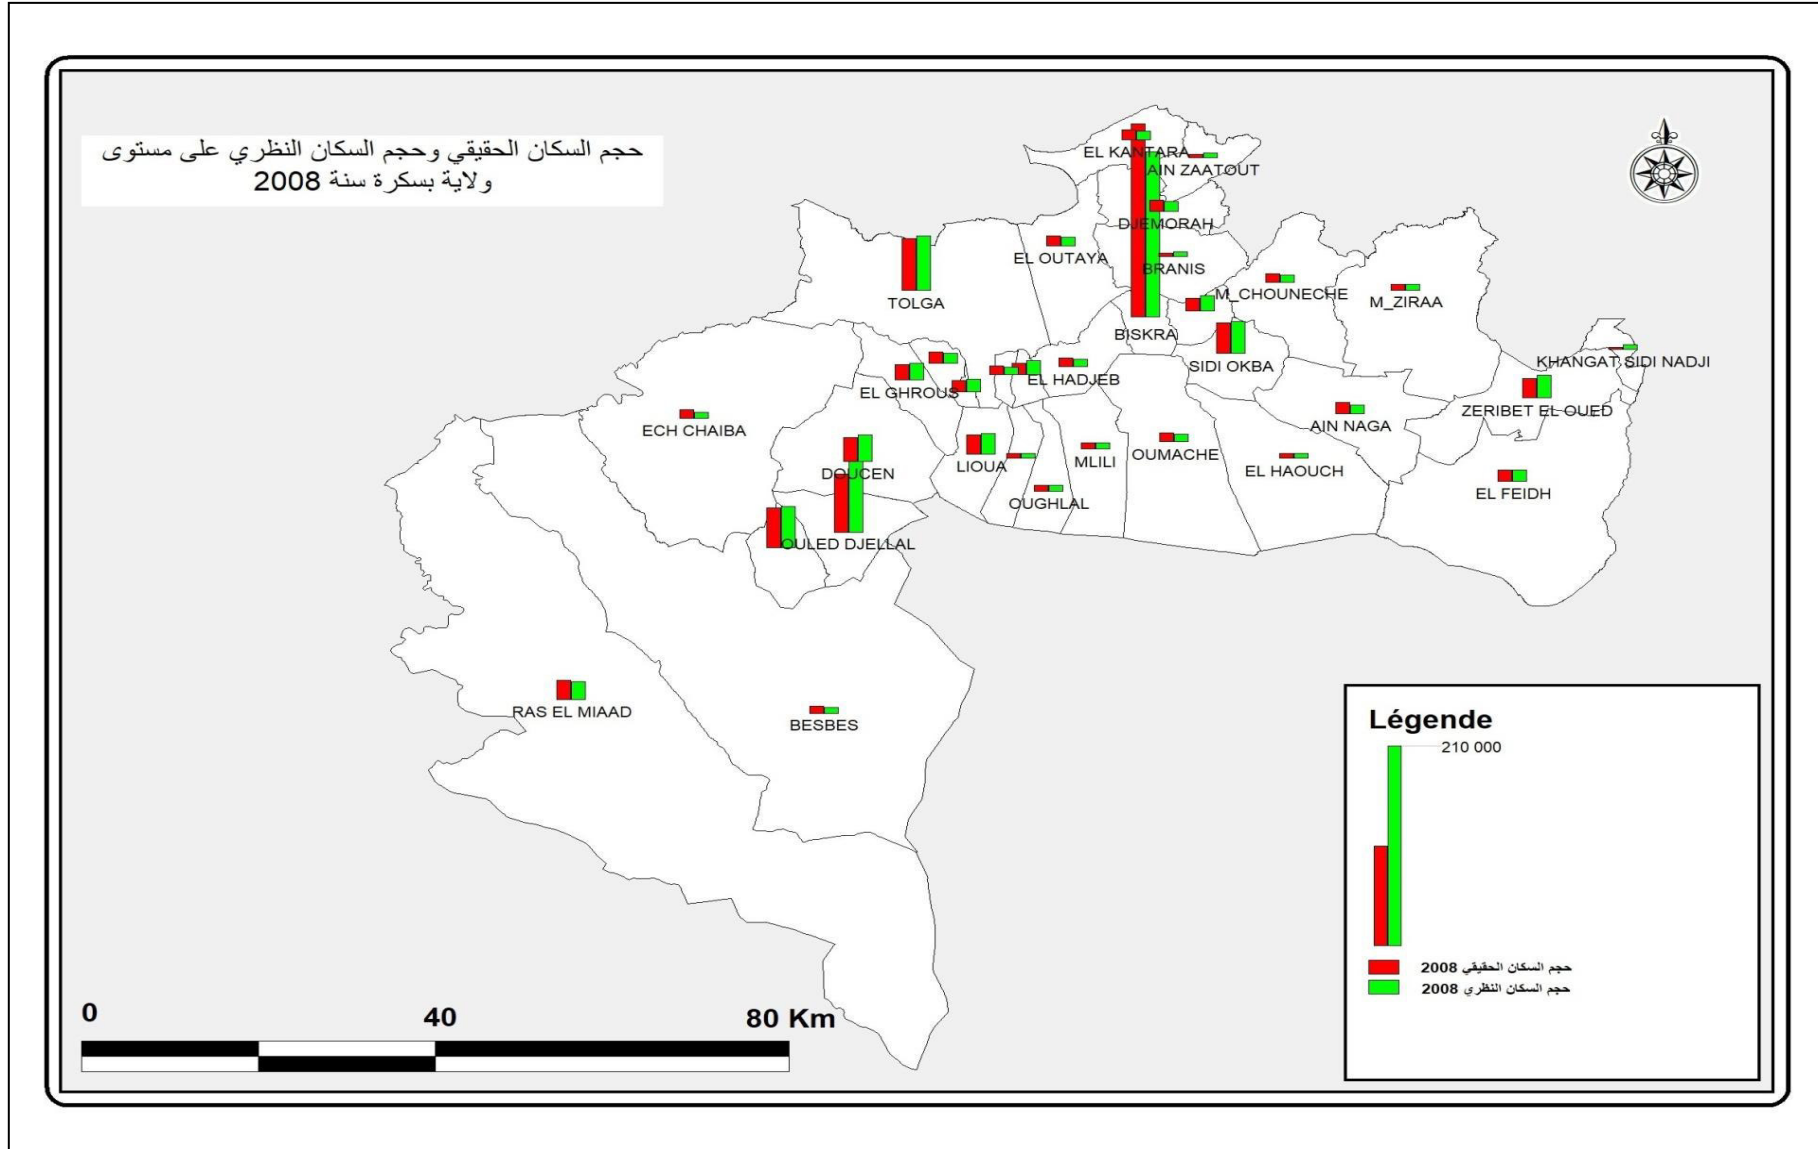 حجم السكان الحقيقي وحجم السكان النظري على مستوى
ولاية بسكرة سنة 2008
EL KANTARA
AIN ZAATOUT
DJEMORAH
EL OUTAYA
BRANIS
M_CHOUNECHE
M_ZIRAA
TOLGA
BISKRA
SIDI OKBA
KHANGAT SIDI NADJI
EL HADJEB
EL GHROUS
ZERIBET EL OUED
AIN NAGA
ECH CHAIBA
DOUCEN
LIOUA
MLILI
OUMACHE
EL HAOUCH
EL FEIDH
OUGHLAL
OULED DJELLAL
RAS EL MIAAD
BESBES
Légende
210 000
حجم السكان الحقيقي 2008
حجم السكان النظري 2008
0 40 80 Km